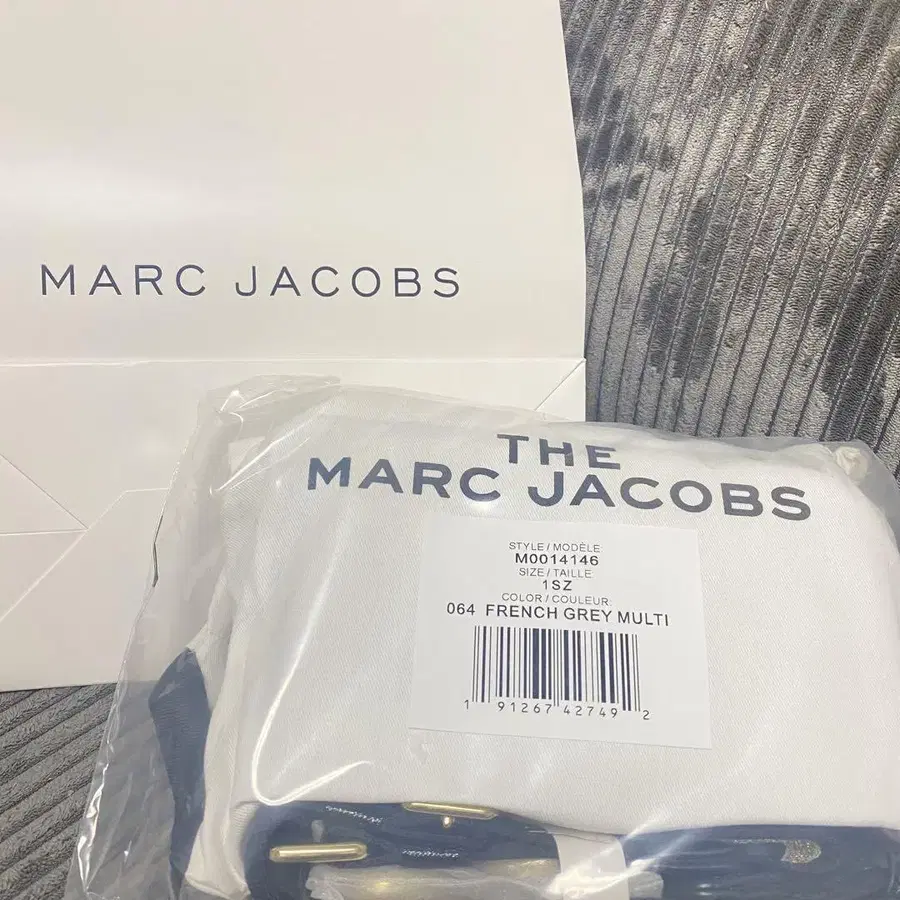 MARC JACOBS
THE
MARC JACOBS
STYLE / MODÈLE
M0014146
SIZE / TAILLE
1SZ
COLOR / COULEUR:
064 FRENCH GREY MULTI
1 91267 42749 2